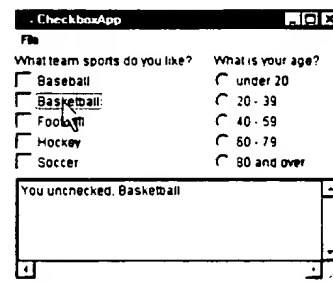 CheckboxApp
File
What team sports do you like? What is your age?
Baseball under 20
Basketball 20 - 39
Football 40 - 59
Hockey 60 - 79
Soccer 80 and over
You unchecked, Basketball